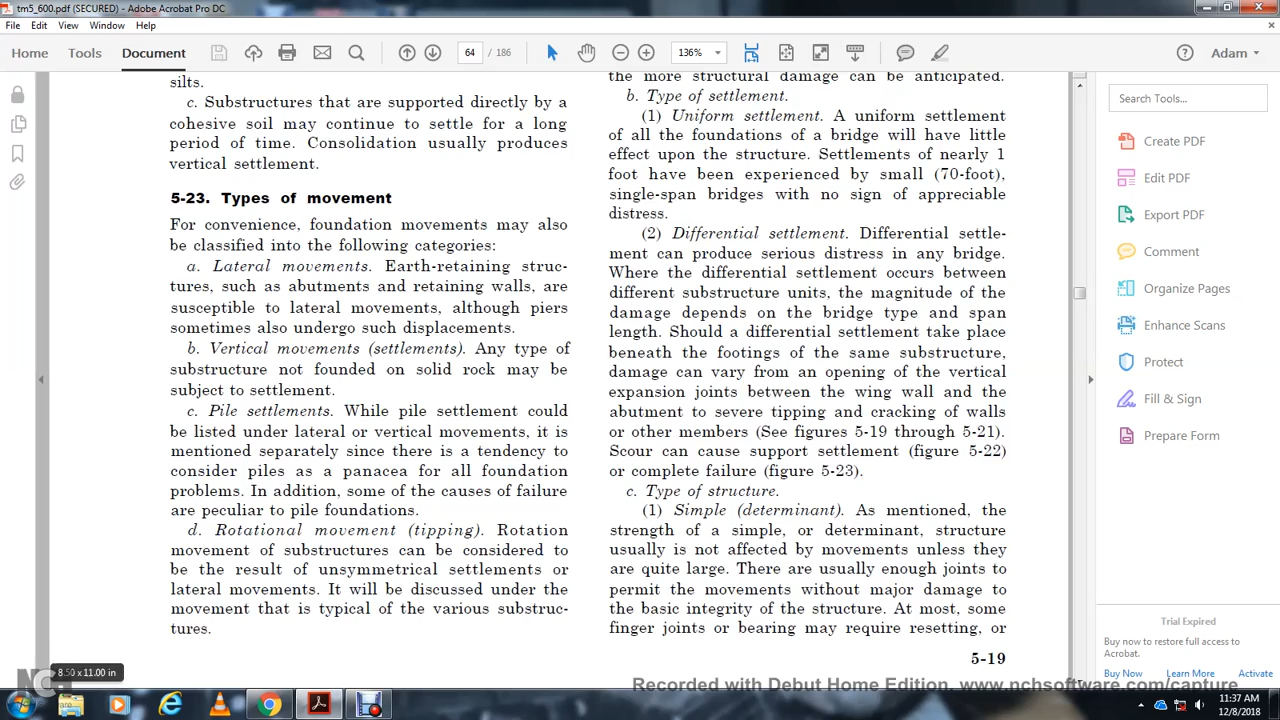 tm5_600.pdf (SECURED) - Adobe Acrobat Pro DC
File Edit View Window Help
Home Tools Document 64 / 186 136% Adam
silts.
c. Substructures that are supported directly by a
cohesive soil may continue to settle for a long
period of time. Consolidation usually produces
vertical settlement.
5-23. Types of movement
For convenience, foundation movements may also
be classified into the following categories:
a. Lateral movements. Earth-retaining struc-
tures, such as abutments and retaining walls, are
susceptible to lateral movements, although piers
sometimes also undergo such displacements.
b. Vertical movements (settlements). Any type of
substructure not founded on solid rock may be
subject to settlement.
c. Pile settlements. While pile settlement could
be listed under lateral or vertical movements, it is
mentioned separately since there is a tendency to
consider piles as a panacea for all foundation
problems. In addition, some of the causes of failure
are peculiar to pile foundations.
d. Rotational movement (tipping). Rotation
movement of substructures can be considered to
be the result of unsymmetrical settlements or
lateral movements. It will be discussed under the
movement that is typical of the various substruc-
tures.
the more structural damage can be anticipated.
b. Type of settlement.
(1) Uniform settlement. A uniform settlement
of all the foundations of a bridge will have little
effect upon the structure. Settlements of nearly 1
foot have been experienced by small (70-foot),
single-span bridges with no sign of appreciable
distress.
(2) Differential settlement. Differential settle-
ment can produce serious distress in any bridge.
Where the differential settlement occurs between
different substructure units, the magnitude of the
damage depends on the bridge type and span
length. Should a differential settlement take place
beneath the footings of the same substructure,
damage can vary from an opening of the vertical
expansion joints between the wing wall and the
abutment to severe tipping and cracking of walls
or other members (See figures 5-19 through 5-21).
Scour can cause support settlement (figure 5-22)
or complete failure (figure 5-23).
c. Type of structure.
(1) Simple (determinant). As mentioned, the
strength of a simple, or determinant, structure
usually is not affected by movements unless they
are quite large. There are usually enough joints to
permit the movements without major damage to
the basic integrity of the structure. At most, some
finger joints or bearing may require resetting, or
5-19
Search Tools...
Create PDF
Edit PDF
Export PDF
Comment
Organize Pages
Enhance Scans
Protect
Fill & Sign
Prepare Form
Trial Expired
Buy now to restore full access to
Acrobat.
Buy Now Learn More Activate
8.50 x 11.00 in
NCH
Recorded with Debut Home Edition. www.nchsoftware.com/capture
11:37 AM
12/8/2018